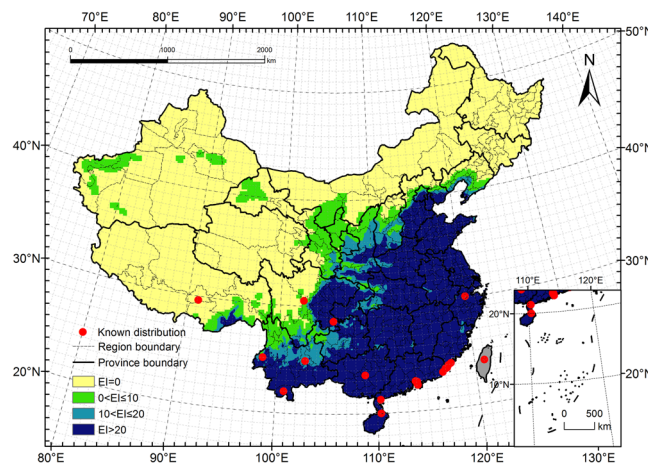 70°E 80°E 90°E 100°E 110°E 120°E 130°E 140°E 50°N
0 1000 2000
km
N
40°N 40°N
30°N 30°N
110°E 120°E
20°N
Known distribution
Region boundary
Province boundary
20°N 10°N 20°N
EI=0
0<EI≤10
10<EI≤20
EI>20
0 500
km
80°E 90°E 100°E 110°E 120°E 130°E